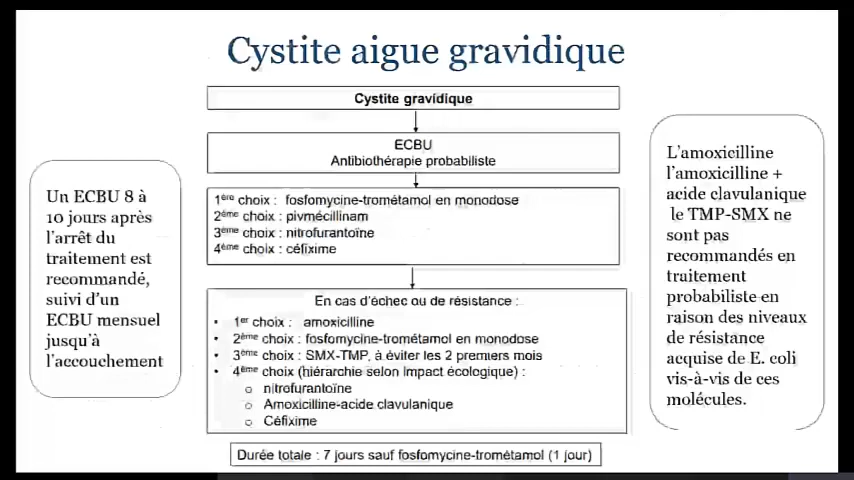 Cystite aigue gravidique
Cystite gravidique
ECBU
Antibiothérapie probabiliste
1ère choix : fosfomycine-trométamol en monodose
2ème choix : pivmécillinam
3ème choix : nitrofurantoïne
4ème choix : céfixime
En cas d'échec ou de résistance :
• 1er choix : amoxicilline
• 2ème choix : fosfomycine-trométamol en monodose
• 3ème choix : SMX-TMP, à éviter les 2 premiers mois
• 4ème choix (hiérarchie selon impact écologique) :
o nitrofurantoïne
o Amoxicilline-acide clavulanique
o Céfixime
Durée totale : 7 jours sauf fosfomycine-trométamol (1 jour)
Un ECBU 8 à
10 jours après
l'arrêt du
traitement est
recommandé,
suivi d'un
ECBU mensuel
jusqu'à
l'accouchement
L'amoxicilline
l'amoxicilline +
acide clavulanique
le TMP-SMX ne
sont pas
recommandés en
traitement
probabiliste en
raison des niveaux
de résistance
acquise de E. coli
vis-à-vis de ces
molécules.